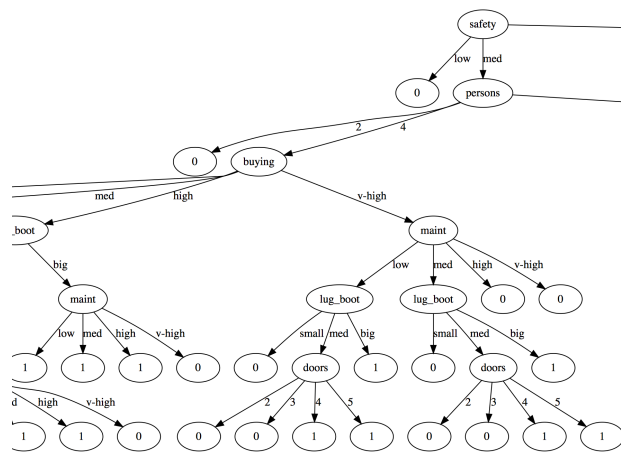 safety
low med
0 persons
2 4
0 buying
med high v-high
_boot maint
big low med high v-high
maint lug_boot lug_boot 0 0
low med high v-high small med big small med big
1 1 1 0 0 doors 1 0 doors 1
d high v-high 2 3 4 5 2 3 4 5
1 1 0 0 0 1 1 0 0 1 1